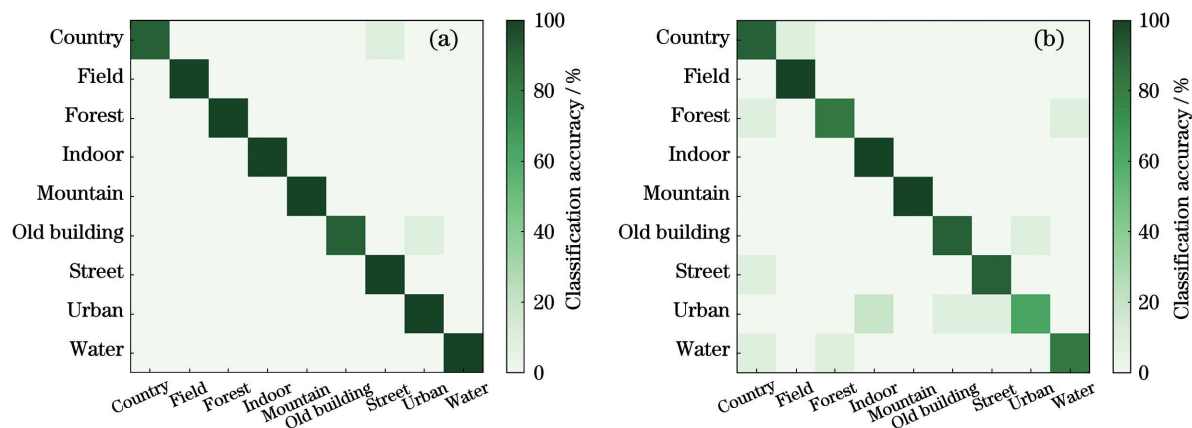 (a)
Country
Field
Forest
Indoor
Mountain
Old building
Street
Urban
Water
Country
Field
Forest
Indoor
Mountain
Old building
Street
Urban
Water
100
80
60
40
20
0
Classification accuracy / %
(b)
Country
Field
Forest
Indoor
Mountain
Old building
Street
Urban
Water
Country
Field
Forest
Indoor
Mountain
Old building
Street
Urban
Water
100
80
60
40
20
0
Classification accuracy / %